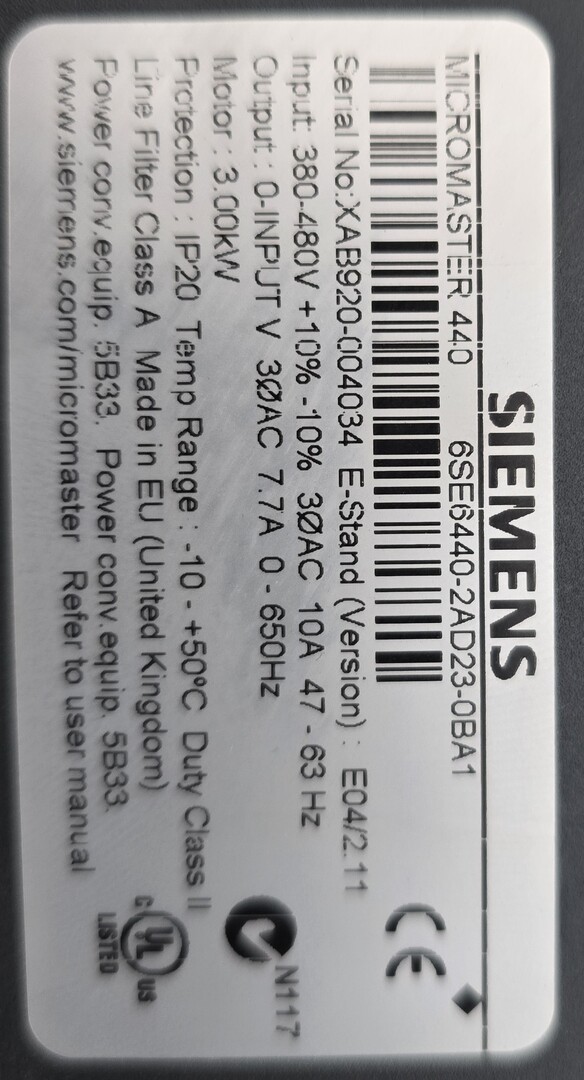 SIEMENS
MICROMASTER 440 6SE6440-2AD23-0BA1
Serial No:XAB920-004034 E-Stand (Version) : E04/2.11
Input: 380-480V +10% -10% 3ØAC 10A 47 - 63 Hz
Output : 0-INPUT V 3ØAC 7.7A 0 - 650Hz
Motor : 3.00kW
Protection : IP20 Temp Range : -10 - +50ºC Duty Class II
Line Filter Class A Made in EU (United Kingdom)
Power conv.equip. 5B33. Power conv.equip. 5B33.
www.siemens.com/micromaster Refer to user manual
CE
N117
C UL US
LISTED